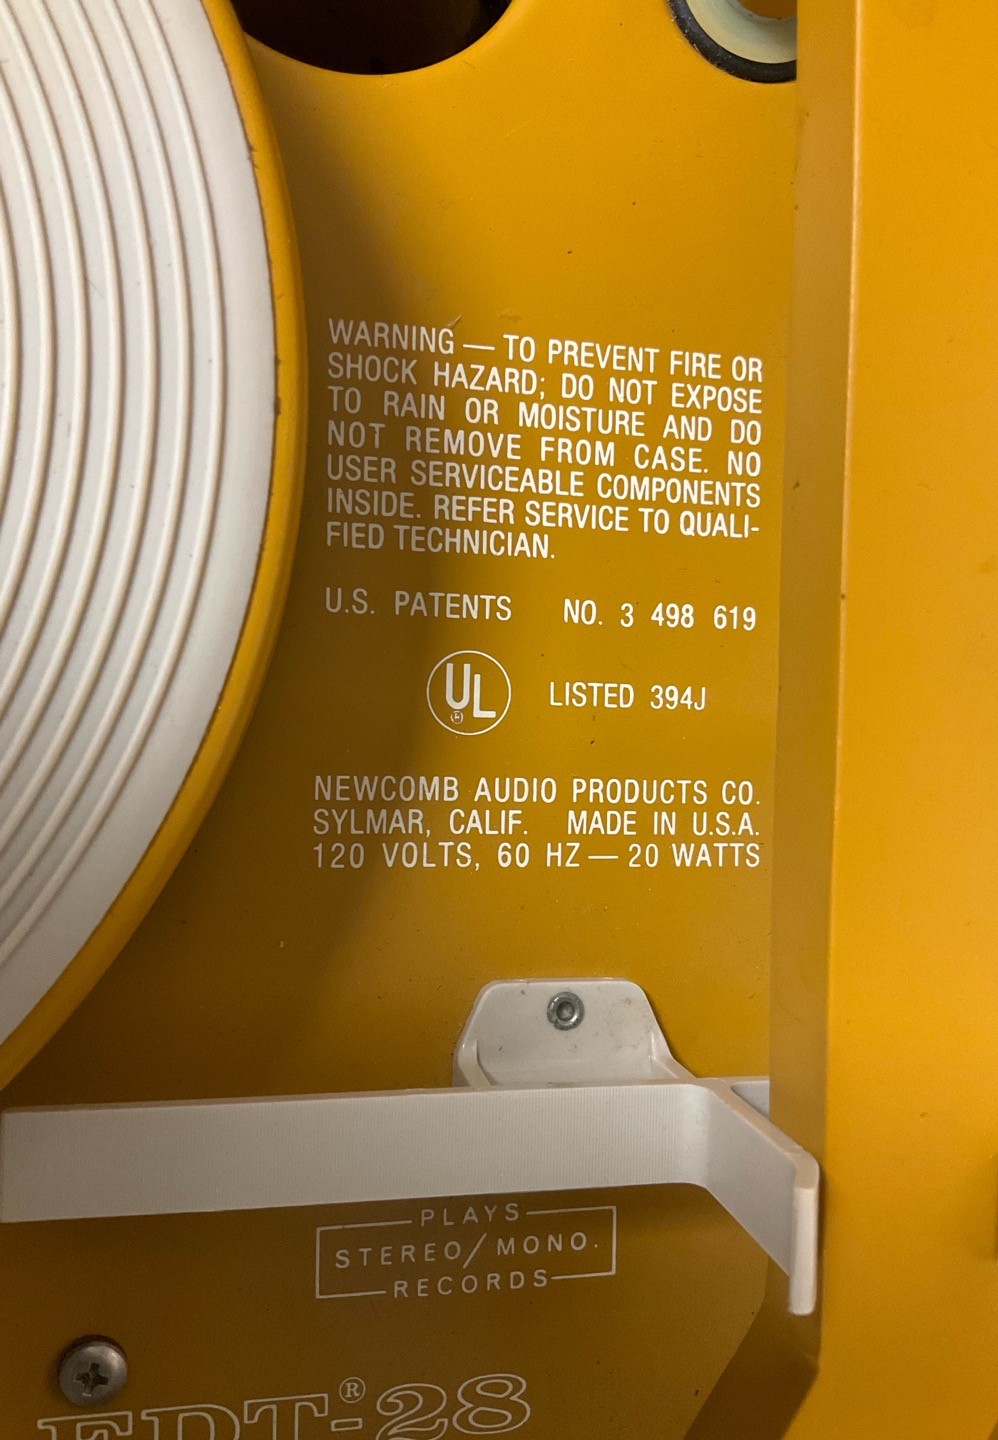 WARNING — TO PREVENT FIRE OR
SHOCK HAZARD; DO NOT EXPOSE
TO RAIN OR MOISTURE AND DO
NOT REMOVE FROM CASE. NO
USER SERVICEABLE COMPONENTS
INSIDE. REFER SERVICE TO QUALI-
FIED TECHNICIAN.
U.S. PATENTS NO. 3 498 619
UL ® LISTED 394J
NEWCOMB AUDIO PRODUCTS CO.
SYLMAR, CALIF. MADE IN U.S.A.
120 VOLTS, 60 HZ — 20 WATTS
PLAYS
STEREO/MONO.
RECORDS
EDT®-28